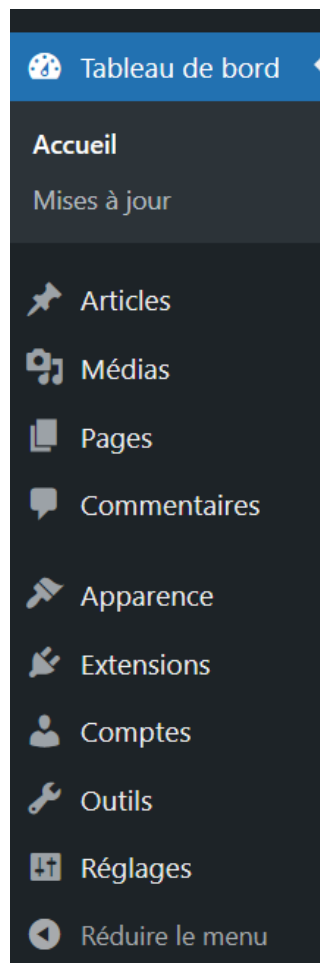 Tableau de bord
Accueil
Mises à jour
Articles
Médias
Pages
Commentaires
Apparence
Extensions
Comptes
Outils
Réglages
Réduire le menu